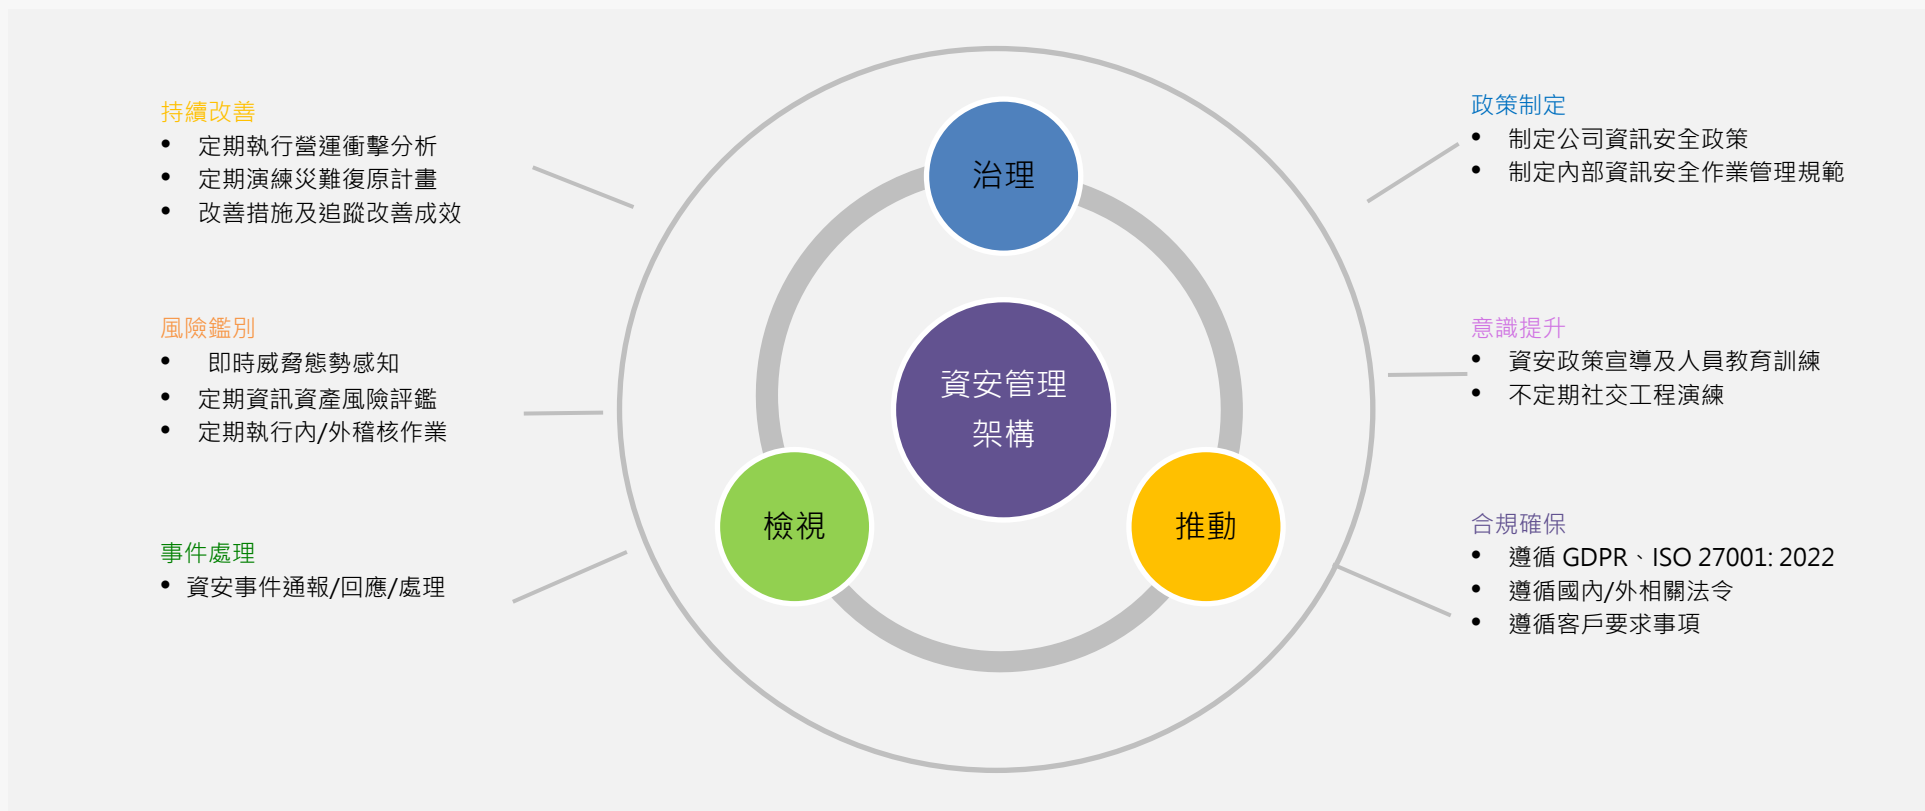 持續改善
• 定期執行營運衝擊分析
• 定期演練災難復原計畫
• 改善措施及追蹤改善成效
風險鑑別
• 即時威脅態勢感知
• 定期資訊資產風險評鑑
• 定期執行內/外稽核作業
事件處理
• 資安事件通報/回應/處理
治理
資安管理
架構
檢視
推動
政策制定
• 制定公司資訊安全政策
• 制定內部資訊安全作業管理規範
意識提升
• 資安政策宣導及人員教育訓練
• 不定期社交工程演練
合規確保
• 遵循 GDPR、ISO 27001: 2022
• 遵循國內/外相關法令
• 遵循客戶要求事項